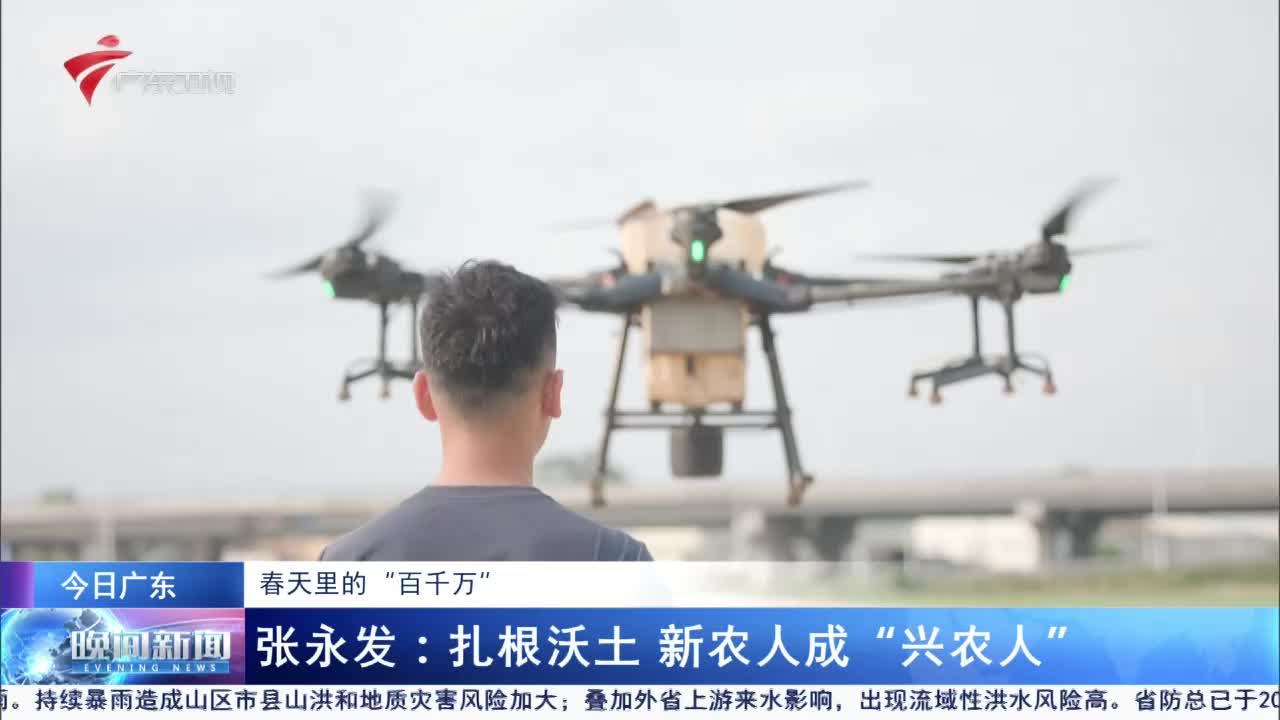 广东卫视
今日广东
春天里的“百千万”
晚间新闻
EVENING NEWS
张永发：扎根沃土 新农人成“兴农人”
。持续暴雨造成山区市县山洪和地质灾害风险加大；叠加外省上游来水影响，出现流域性洪水风险高。省防总已于20